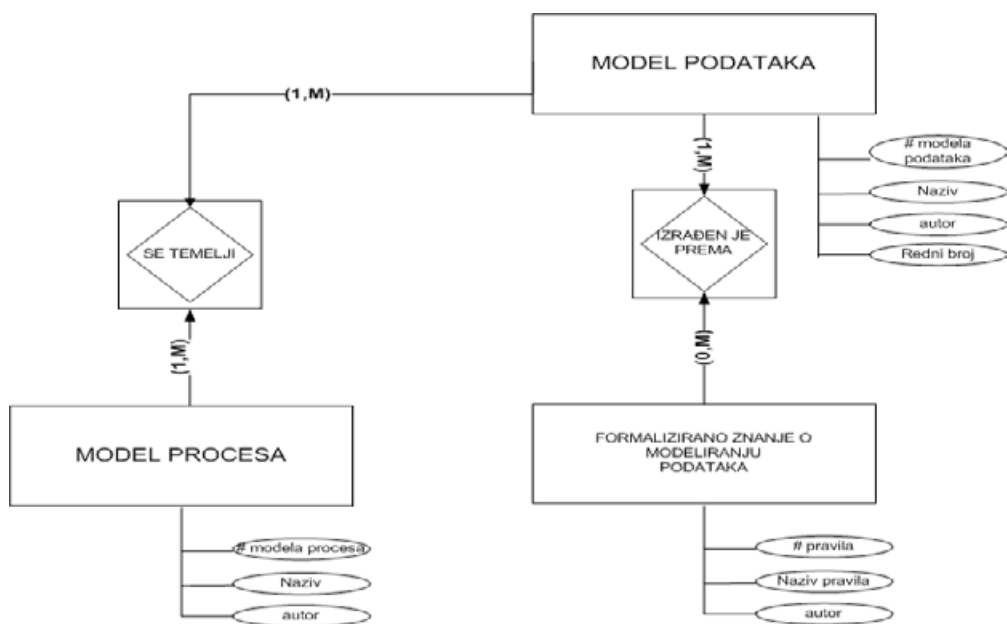 MODEL PODATAKA
(1,M)
(1,M)
# modela
podataka
Naziv
autor
Redni broj
SE TEMELJI
IZRAĐEN JE
PREMA
(1,M)
(0,M)
MODEL PROCESA
FORMALIZIRANO ZNANJE O
MODELIRANJU
PODATAKA
# modela procesa
Naziv
autor
# pravila
Naziv pravila
autor